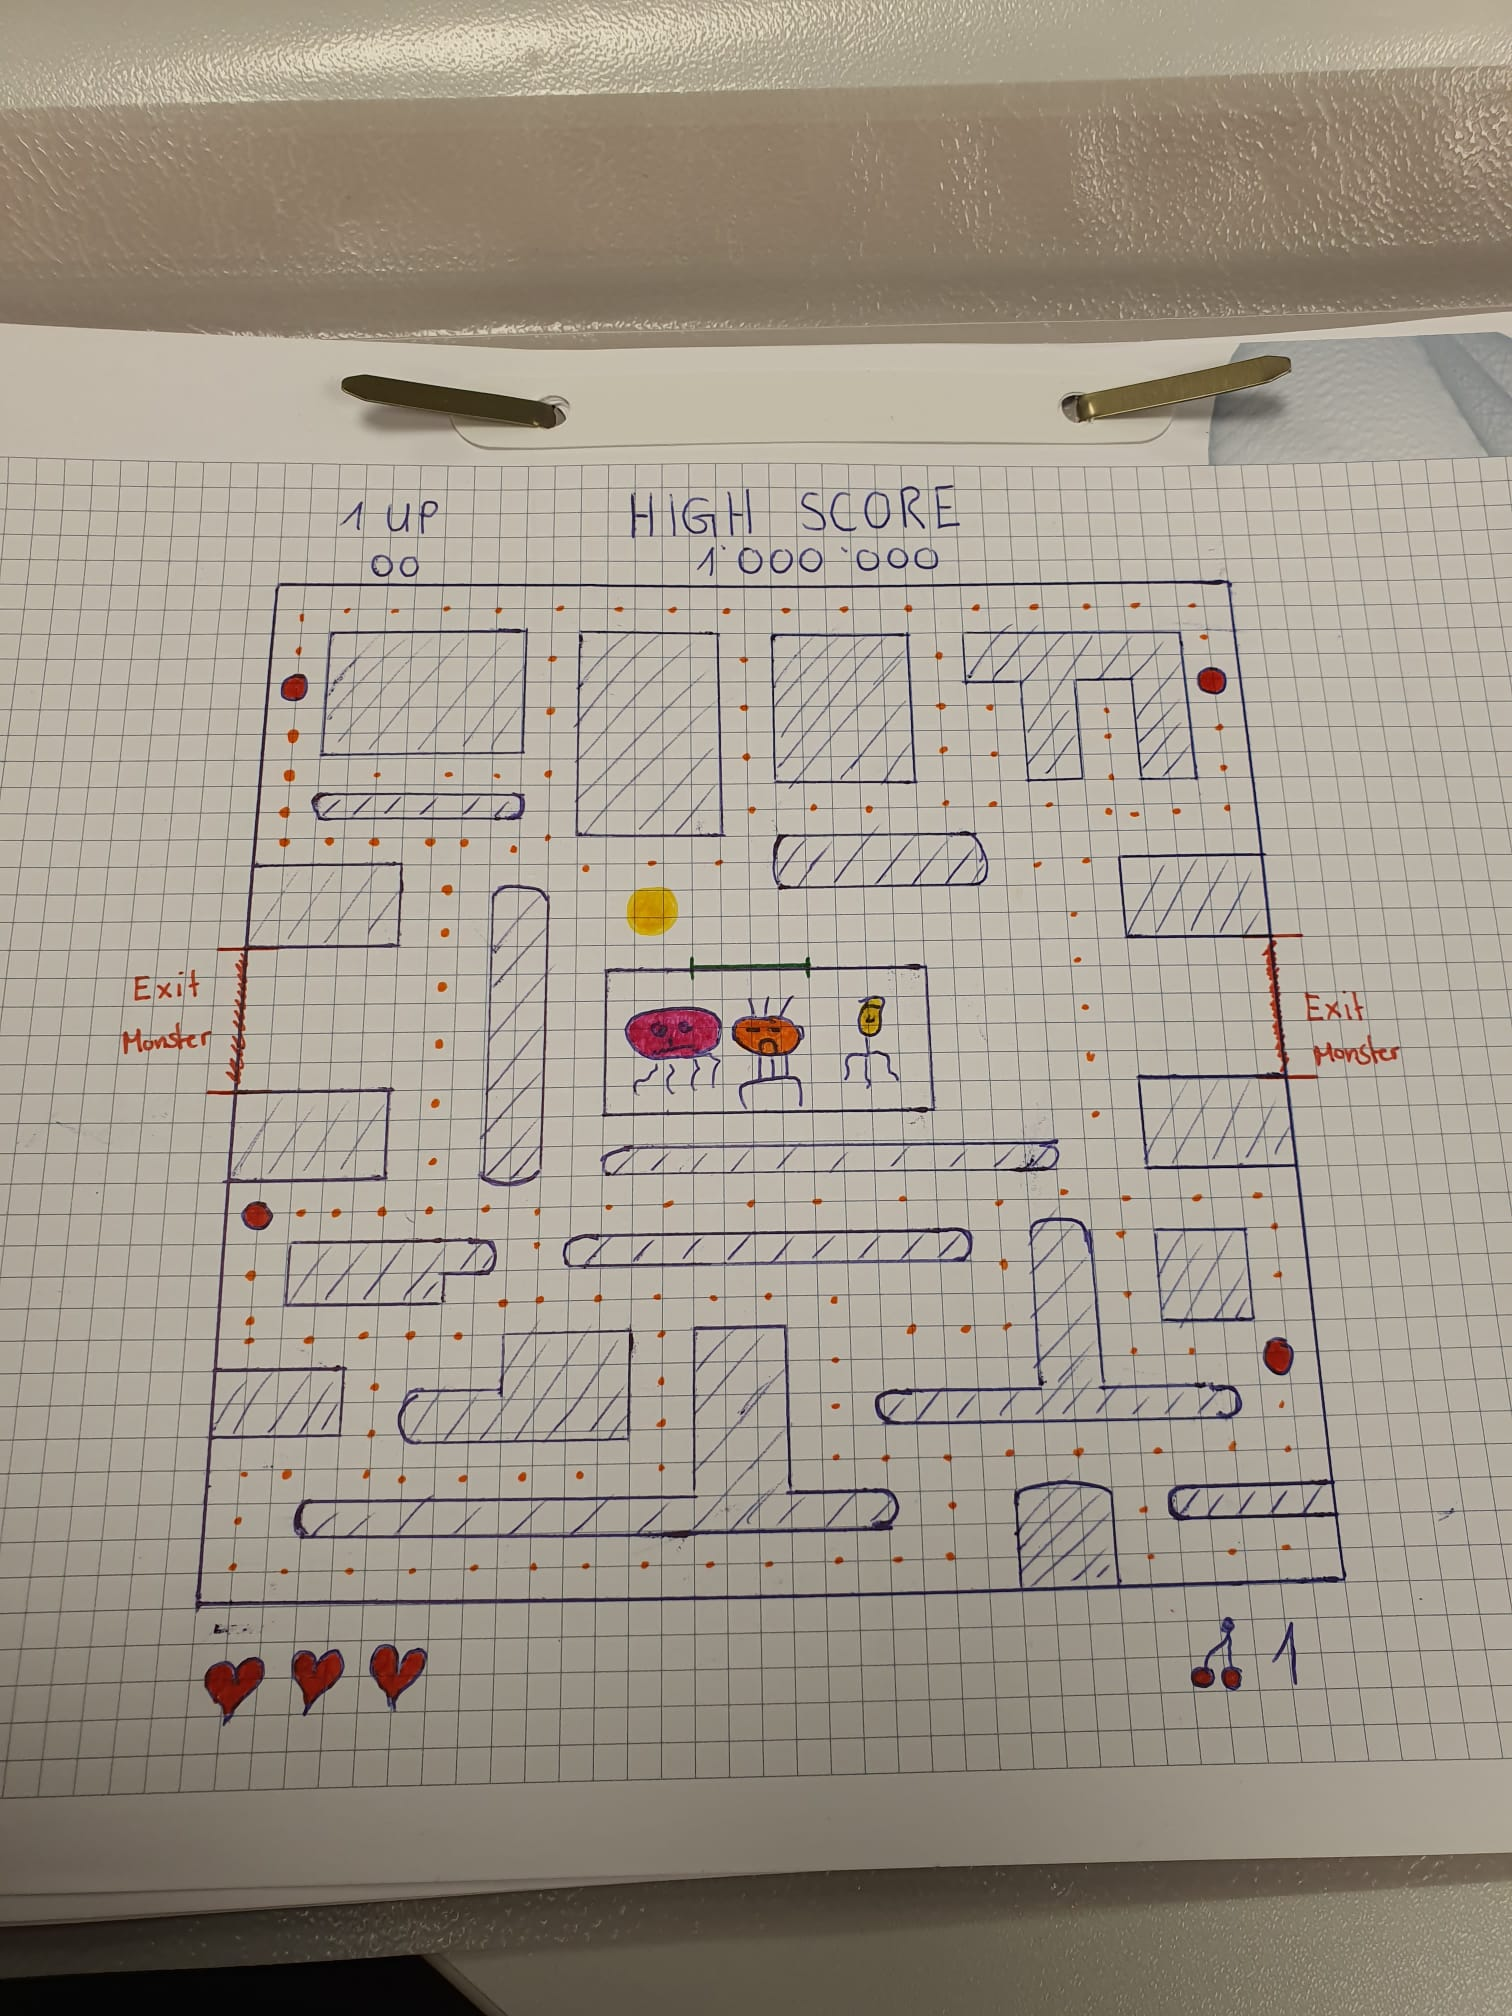 1 UP
HIGH SCORE
00
1'000'000
Exit
Monster
Exit
Monster
1